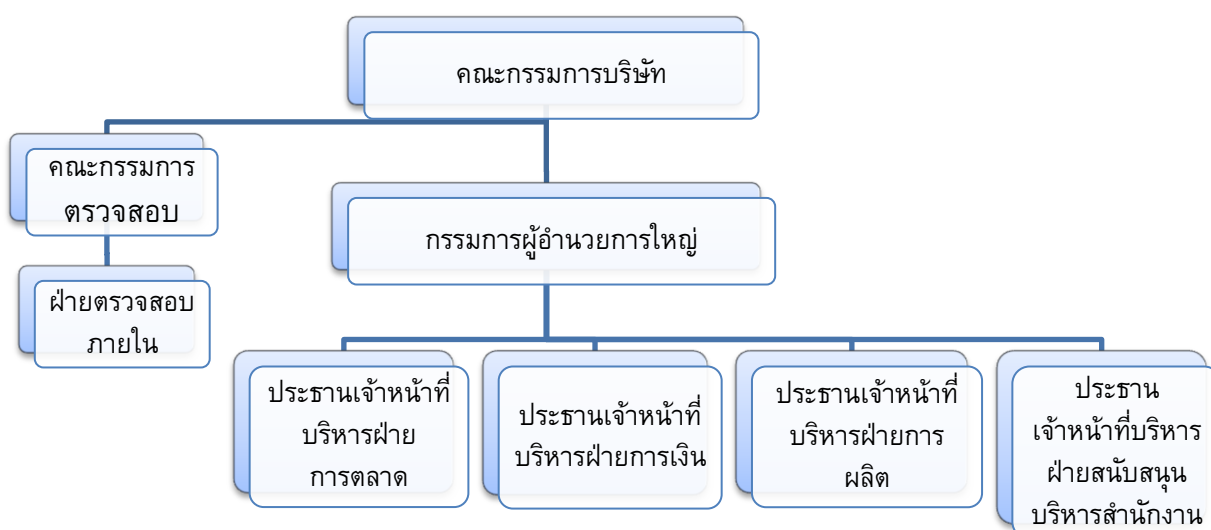 คณะกรรมการบริษัท
คณะกรรมการ
ตรวจสอบ
กรรมการผู้อำนวยการใหญ่
ฝ่ายตรวจสอบ
ภายใน
ประธานเจ้าหน้าที่
บริหารฝ่าย
การตลาด
ประธานเจ้าหน้าที่
บริหารฝ่ายการเงิน
ประธานเจ้าหน้าที่
บริหารฝ่ายการ
ผลิต
ประธาน
เจ้าหน้าที่บริหาร
ฝ่ายสนับสนุน
บริหารสำนักงาน